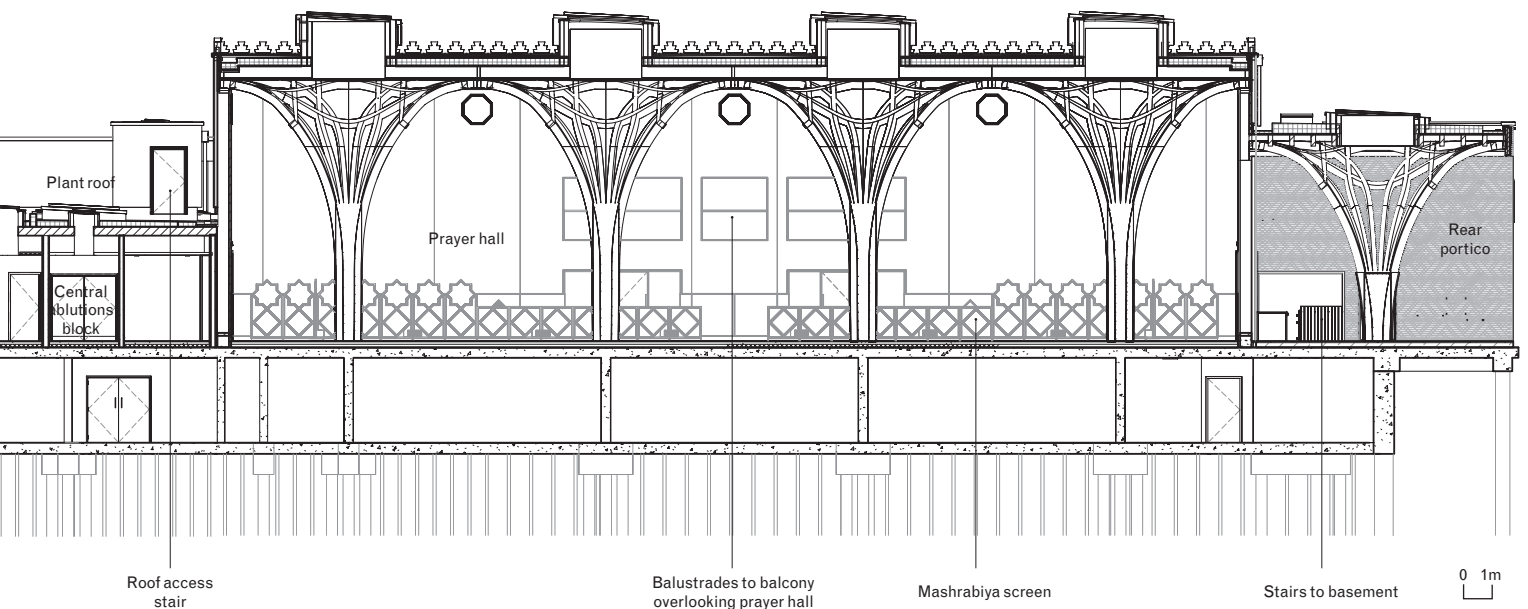 Plant roof
Prayer hall
Rear
portico
Central
ablutions
block
Roof access
stair
Balustrades to balcony
overlooking prayer hall
Mashrabiya screen
Stairs to basement
0 1m